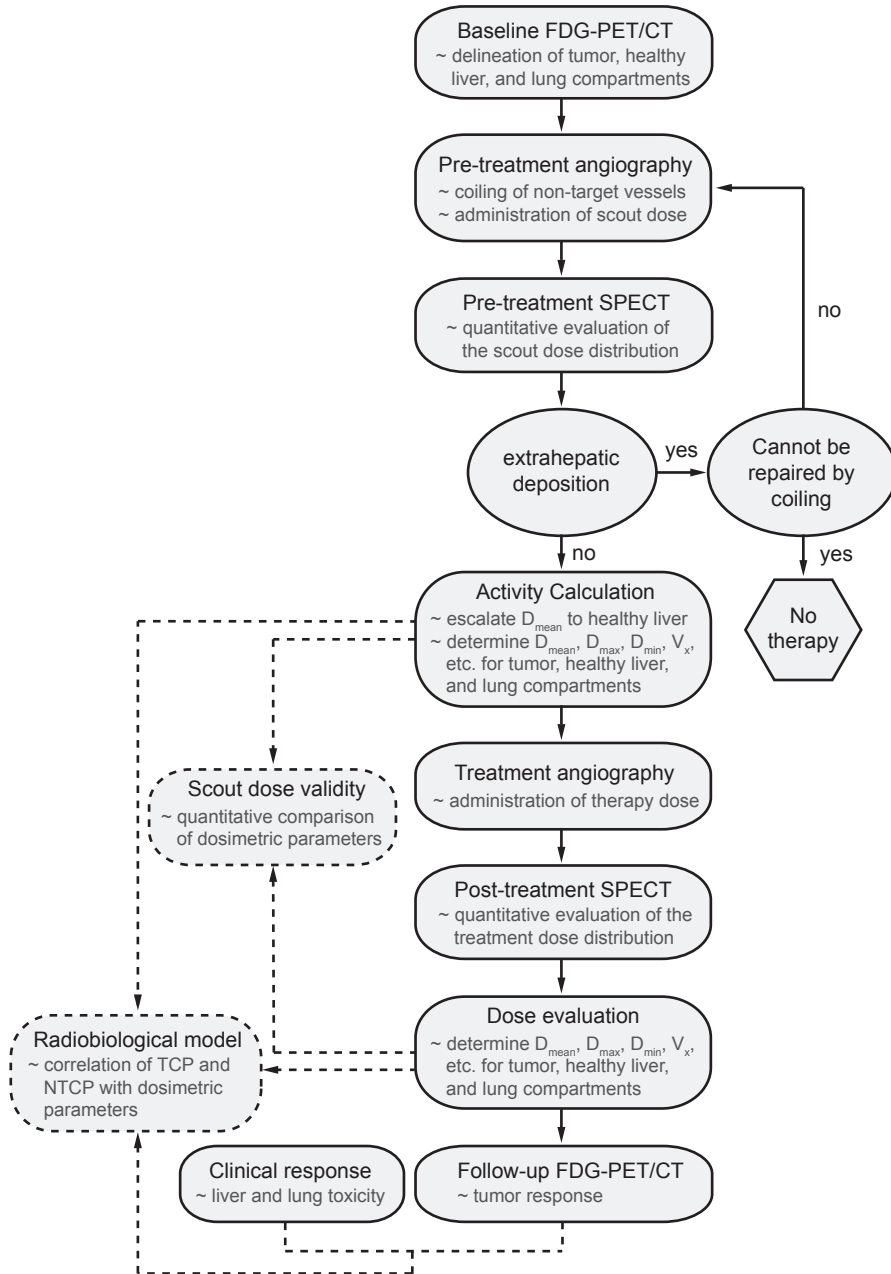 Baseline FDG-PET/CT
~ delineation of tumor, healthy
liver, and lung compartments
Pre-treatment angiography
~ coiling of non-target vessels
~ administration of scout dose
Pre-treatment SPECT
~ quantitative evaluation of
the scout dose distribution
no
extrahepatic
deposition
yes
Cannot be
repaired by
coiling
no
yes
No
therapy
Activity Calculation
~ escalate Dmean to healthy liver
~ determine Dmean, Dmax, Dmin, Vx,
etc. for tumor, healthy liver,
and lung compartments
Treatment angiography
~ administration of therapy dose
Scout dose validity
~ quantitative comparison
of dosimetric parameters
Post-treatment SPECT
~ quantitative evaluation of the
treatment dose distribution
Dose evaluation
~ determine Dmean, Dmax, Dmin, Vx,
etc. for tumor, healthy liver,
and lung compartments
Radiobiological model
~ correlation of TCP and
NTCP with dosimetric
parameters
Clinical response
~ liver and lung toxicity
Follow-up FDG-PET/CT
~ tumor response